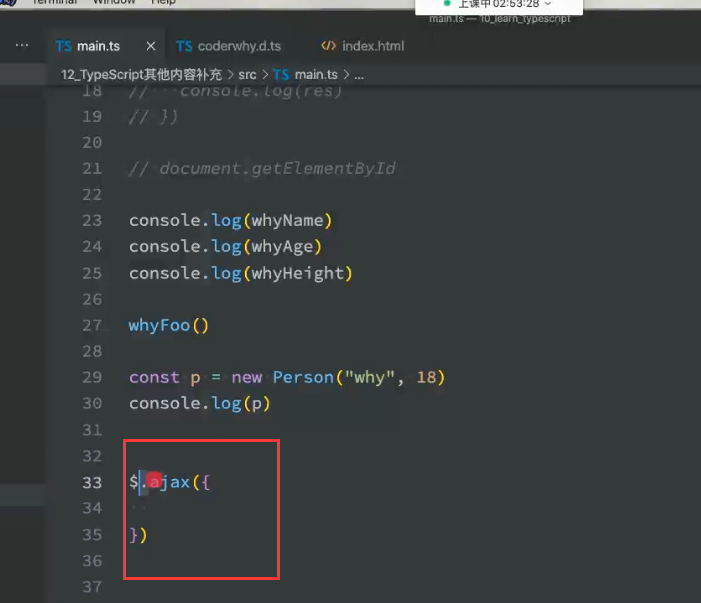 Terminal Window Help
上课中 02:53:28
main.ts — 10_learn_typescript
... TS main.ts × TS coderwhy.d.ts <> index.html
12_TypeScript其他内容补充 > src > TS main.ts > ...
18 // console.log(res)
19 // })
20
21 // document.getElementById
22
23 console.log(whyName)
24 console.log(whyAge)
25 console.log(whyHeight)
26
27 whyFoo()
28
29 const p = new Person("why", 18)
30 console.log(p)
31
32
33 $.ajax({
34
35 })
36
37